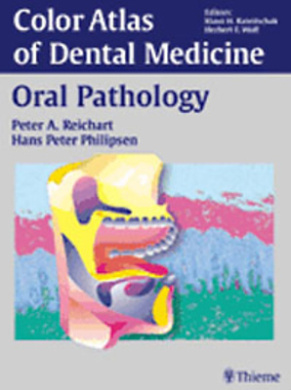 Color Atlas
of Dental Medicine
Editors:
Klaus H. Rateitschak
Herbert F. Wolf
Oral Pathology
Peter A. Reichart
Hans Peter Philipsen
Thieme